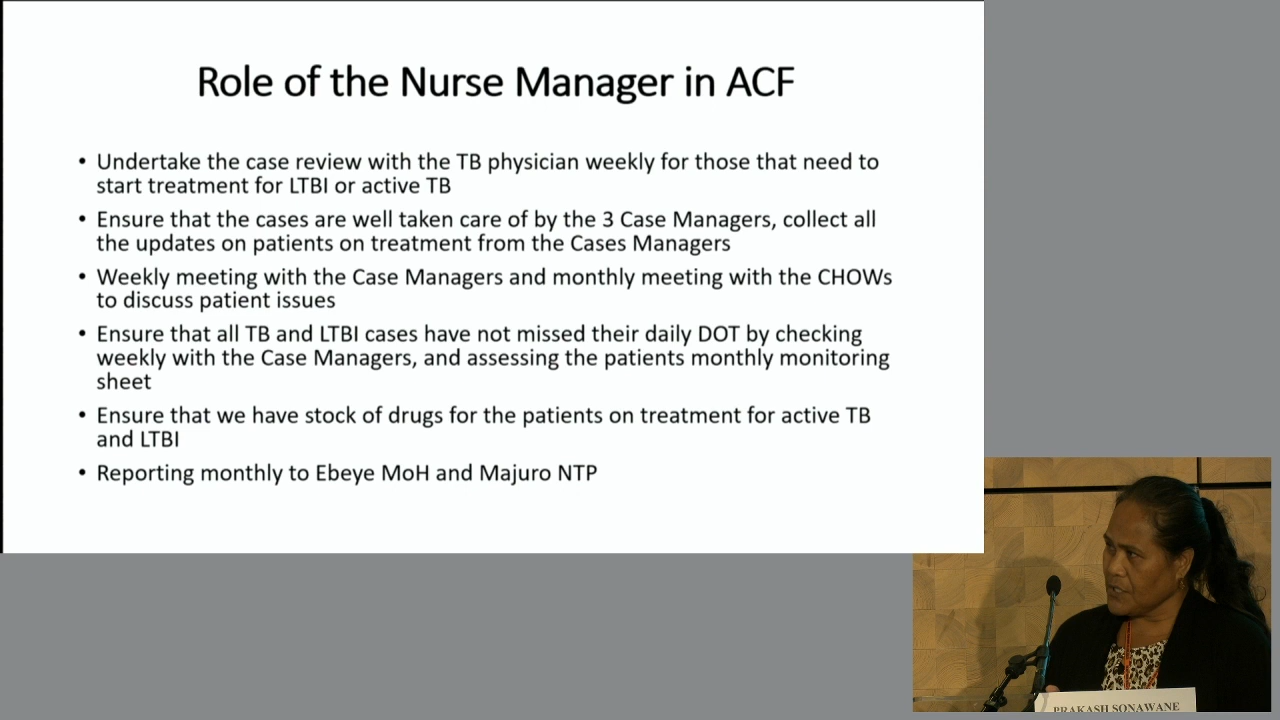 Role of the Nurse Manager in ACF
• Undertake the case review with the TB physician weekly for those that need to
start treatment for LTBI or active TB
• Ensure that the cases are well taken care of by the 3 Case Managers, collect all
the updates on patients on treatment from the Cases Managers
• Weekly meeting with the Case Managers and monthly meeting with the CHOWs
to discuss patient issues
• Ensure that all TB and LTBI cases have not missed their daily DOT by checking
weekly with the Case Managers, and assessing the patients monthly monitoring
sheet
• Ensure that we have stock of drugs for the patients on treatment for active TB
and LTBI
• Reporting monthly to Ebeye MoH and Majuro NTP
PRAKASH SONAWANE